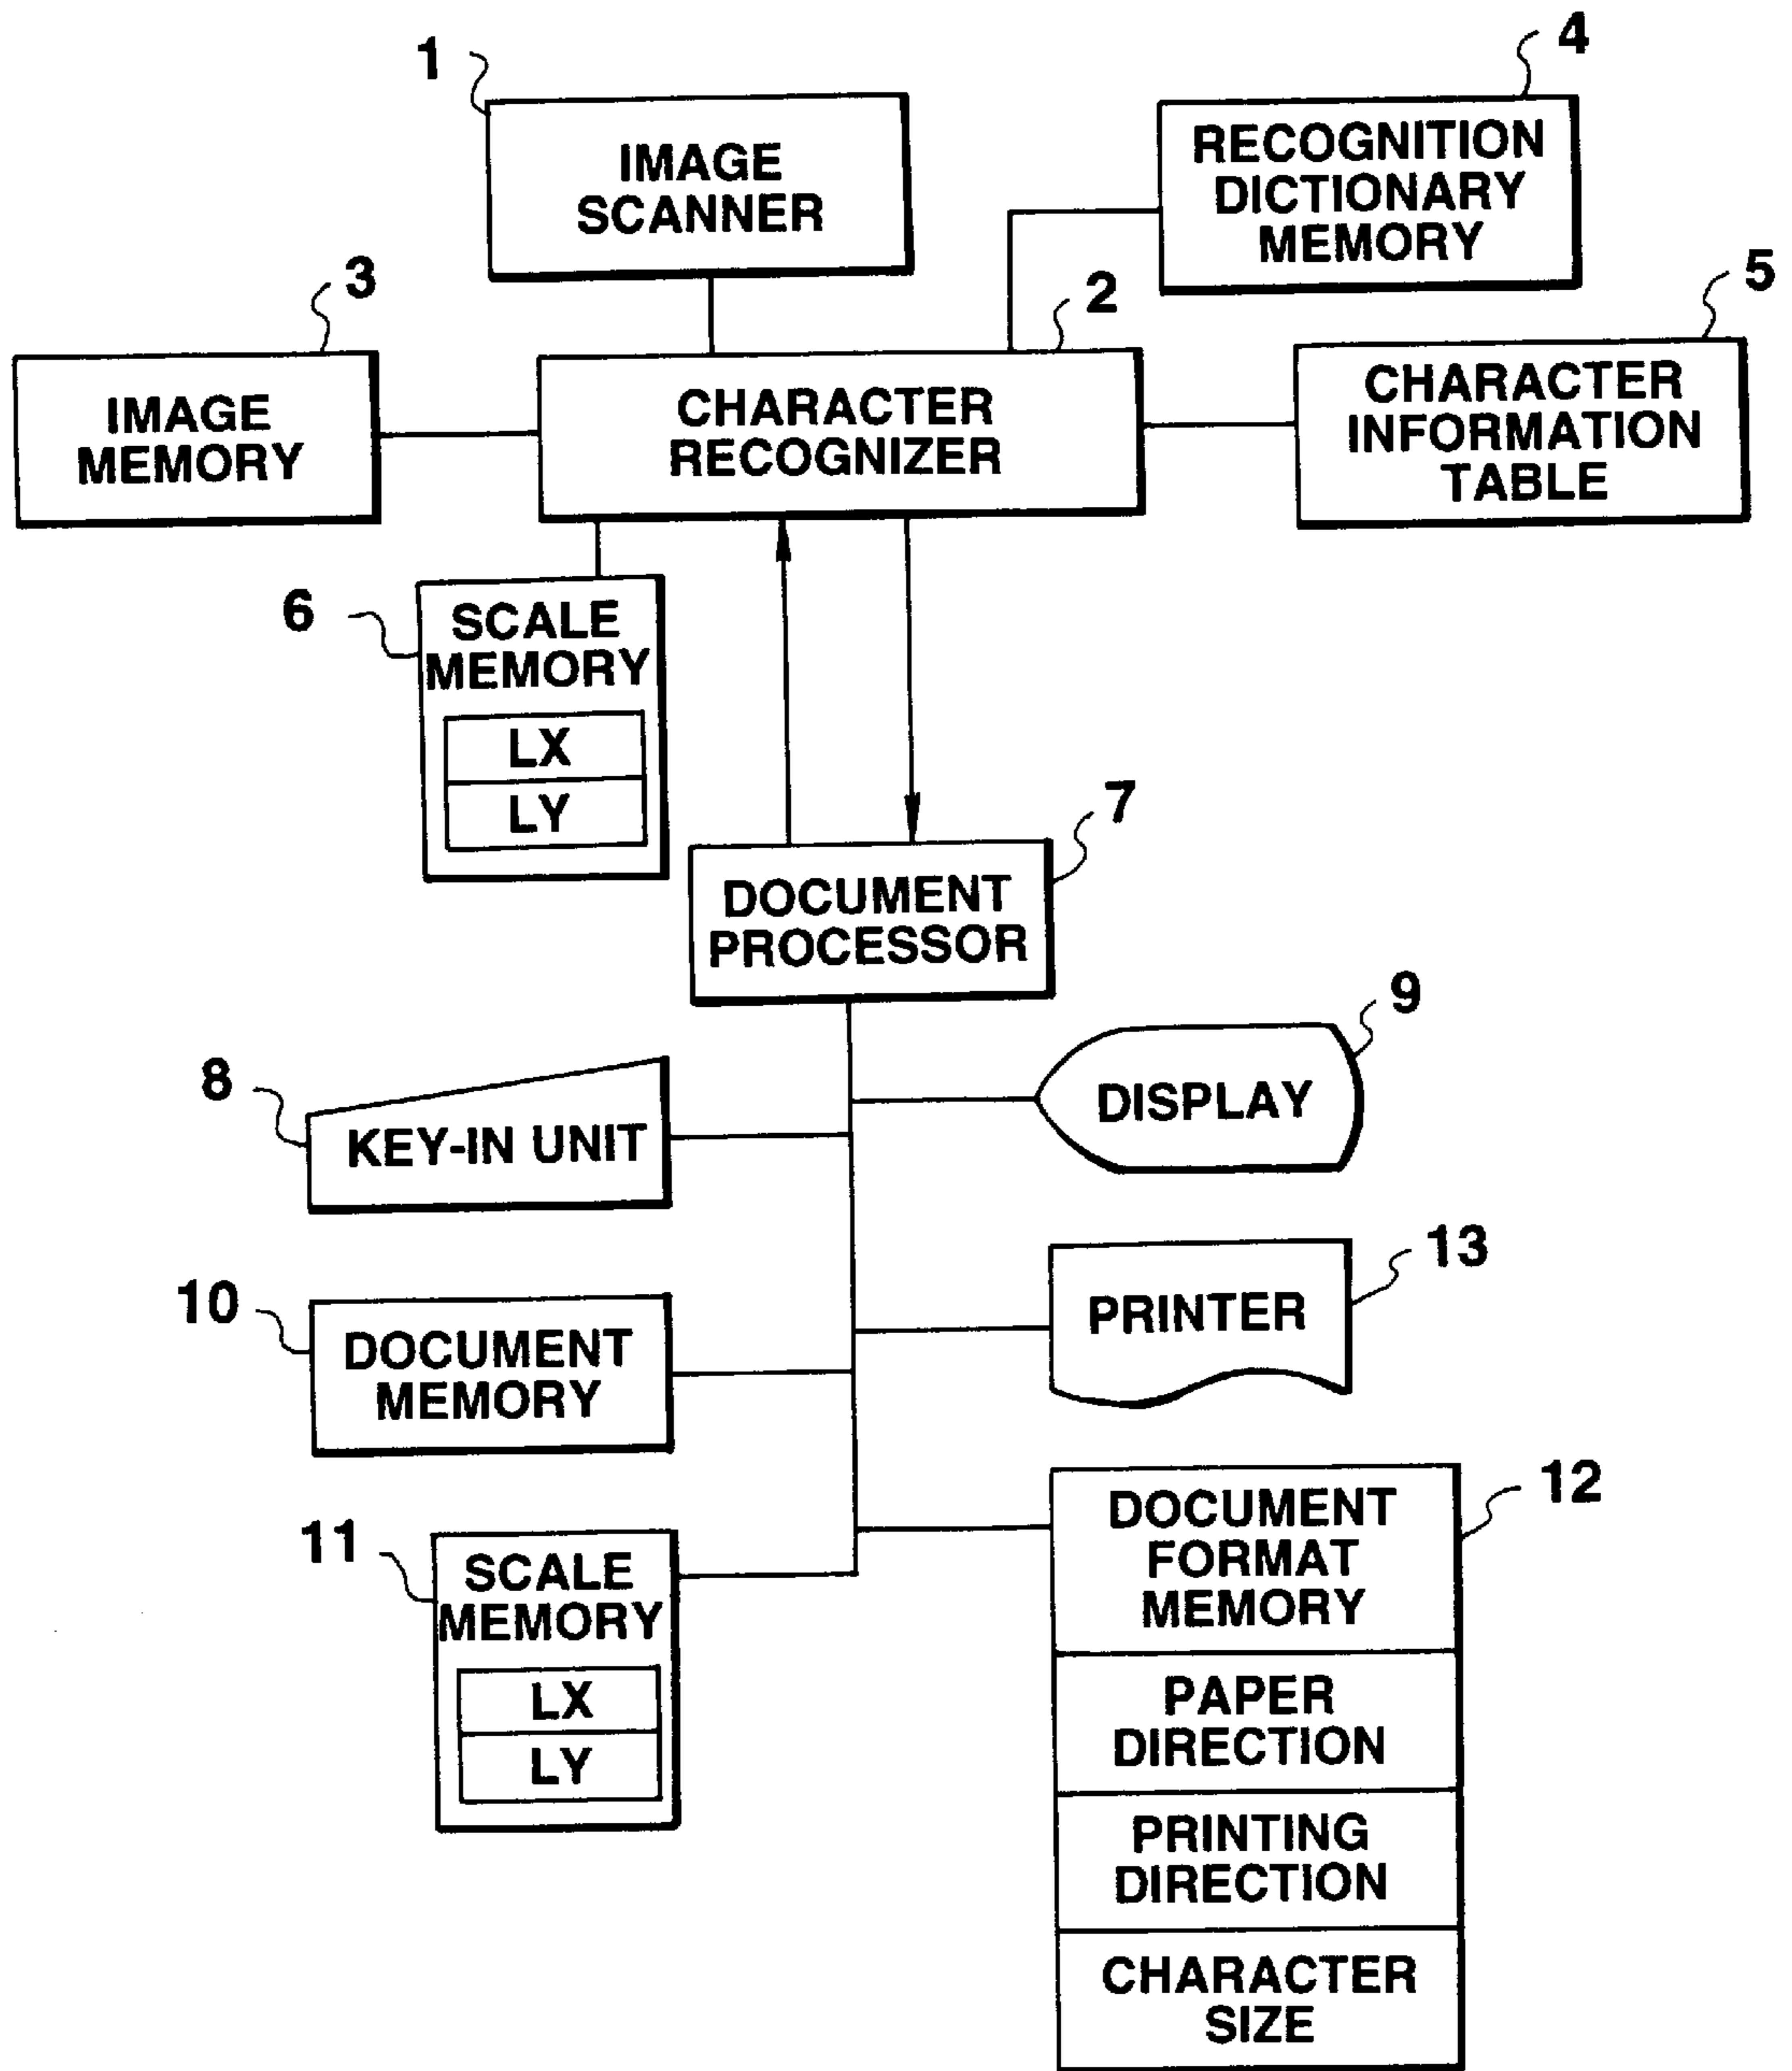 1
IMAGE
SCANNER
4
RECOGNITION
DICTIONARY
MEMORY
3
IMAGE
MEMORY
2
CHARACTER
RECOGNIZER
5
CHARACTER
INFORMATION
TABLE
6
SCALE
MEMORY
LX
LY
7
DOCUMENT
PROCESSOR
8
KEY-IN UNIT
9
DISPLAY
10
DOCUMENT
MEMORY
13
PRINTER
11
SCALE
MEMORY
LX
LY
12
DOCUMENT
FORMAT
MEMORY
PAPER
DIRECTION
PRINTING
DIRECTION
CHARACTER
SIZE